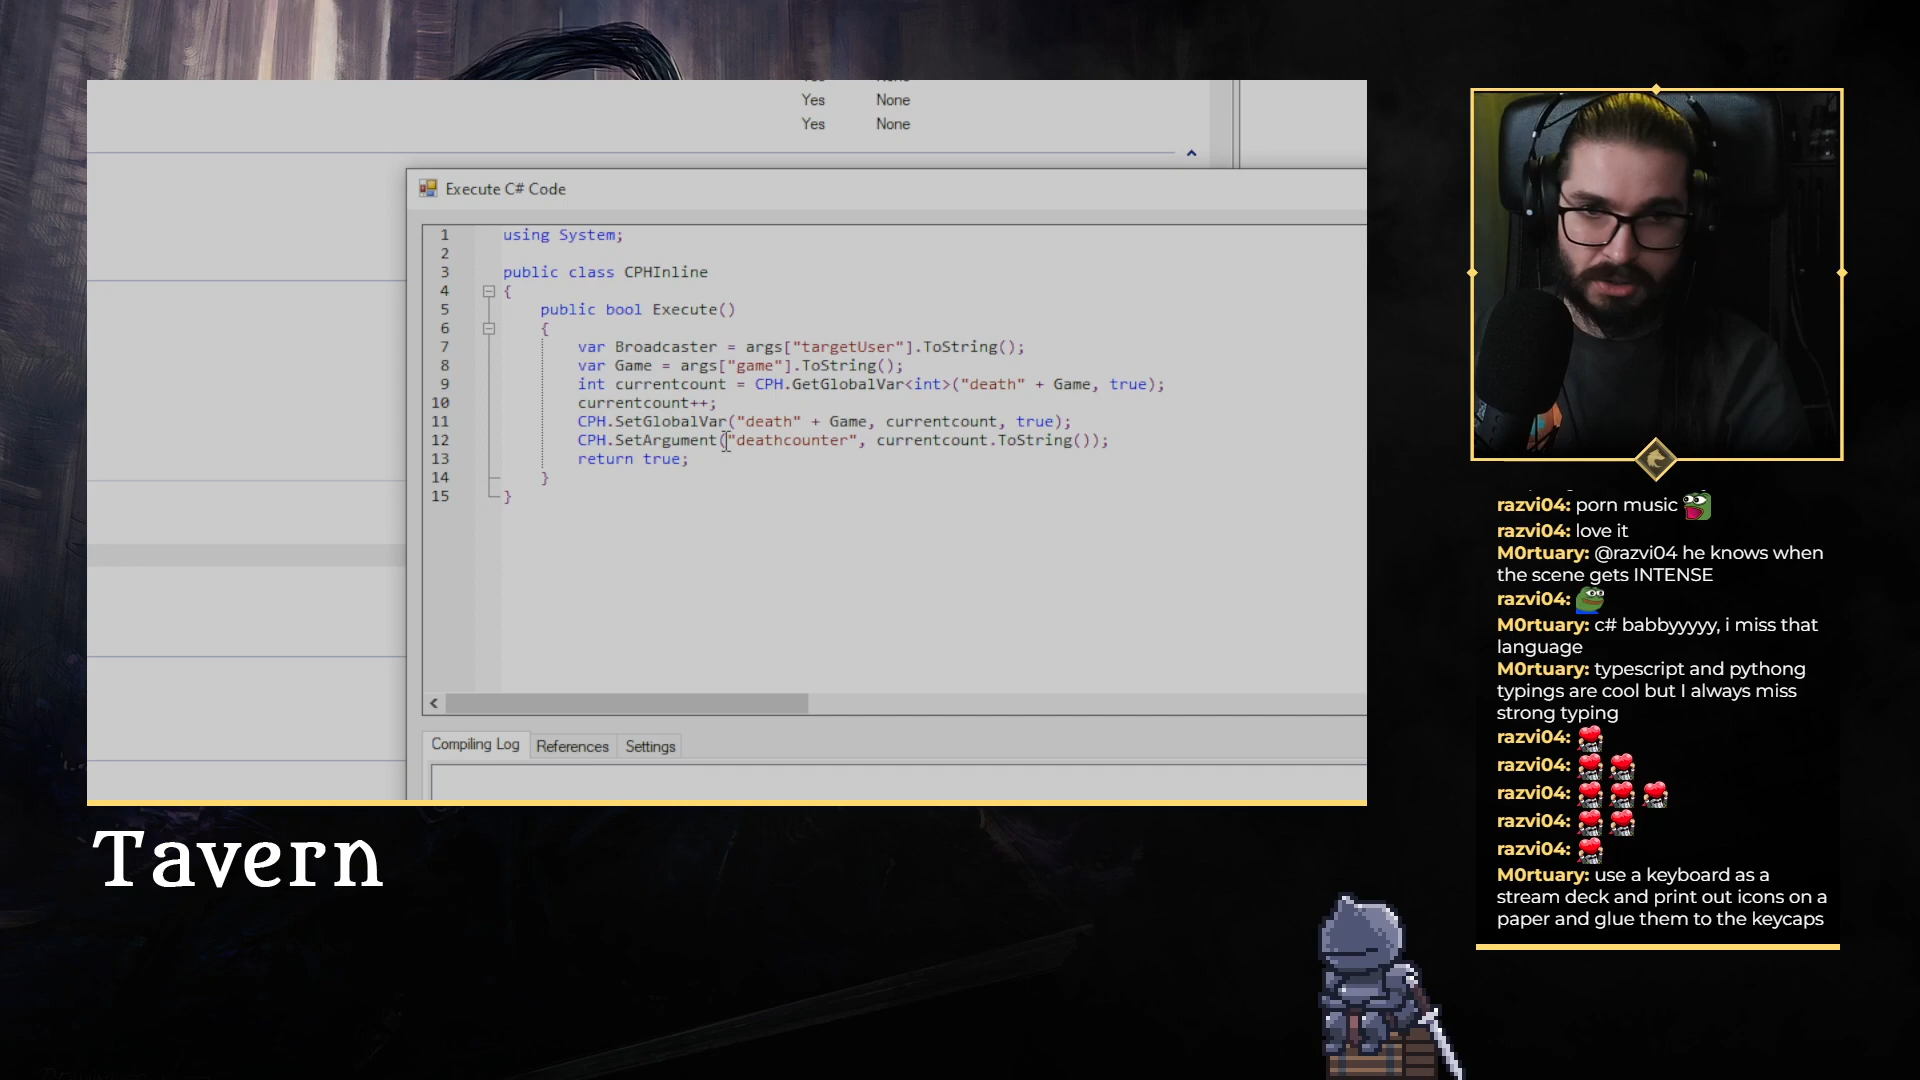 Yes None
Yes None
Execute C# Code
1 using System;
2
3 public class CPHInline
4 {
5 public bool Execute()
6 {
7 var Broadcaster = args["targetUser"].ToString();
8 var Game = args["game"].ToString();
9 int currentcount = CPH.GetGlobalVar<int>("death" + Game, true);
10 currentcount++;
11 CPH.SetGlobalVar("death" + Game, currentcount, true);
12 CPH.SetArgument("deathcounter", currentcount.ToString());
13 return true;
14 }
15 }
Compiling Log References Settings
Tavern
razvi04: porn music
razvi04: love it
M0rtuary: @razvi04 he knows when
the scene gets INTENSE
razvi04:
M0rtuary: c# babbyyyyy, i miss that
language
M0rtuary: typescript and pythong
typings are cool but I always miss
strong typing
razvi04:
razvi04:
razvi04:
razvi04:
razvi04:
M0rtuary: use a keyboard as a
stream deck and print out icons on a
paper and glue them to the keycaps